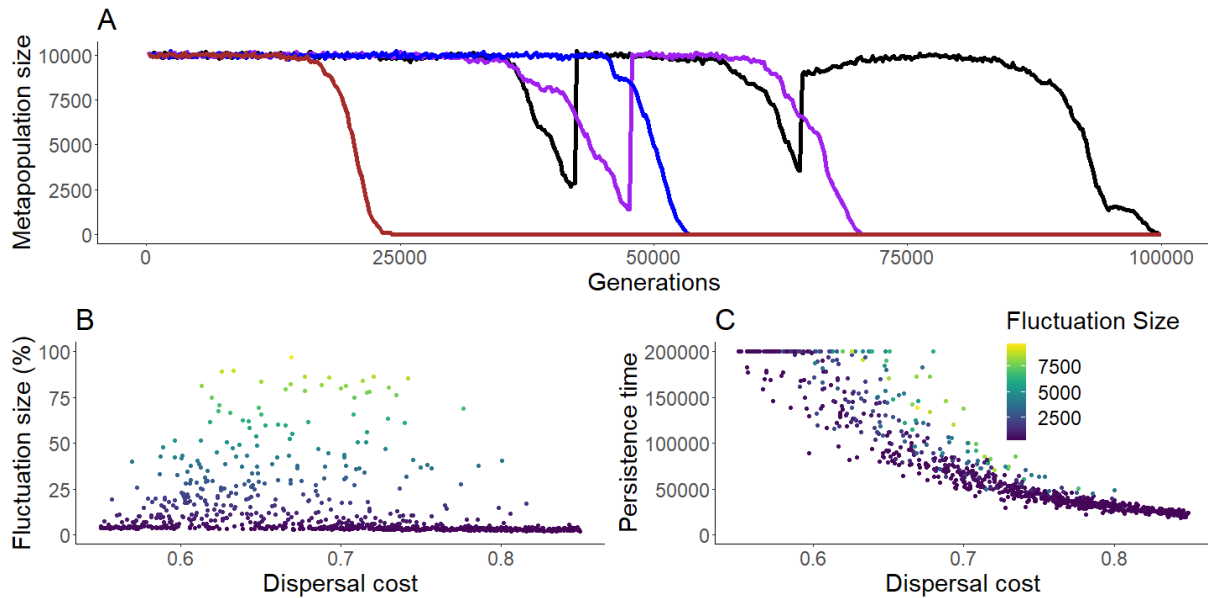 A
Metapopulation size
10000
7500
5000
2500
0
0
25000
50000
75000
100000
Generations
B
Fluctuation size (%)
100
75
50
25
0
0.6
0.7
0.8
Dispersal cost
C
Persistence time
200000
150000
100000
50000
0
0.6
0.7
0.8
Dispersal cost
Fluctuation Size
7500
5000
2500